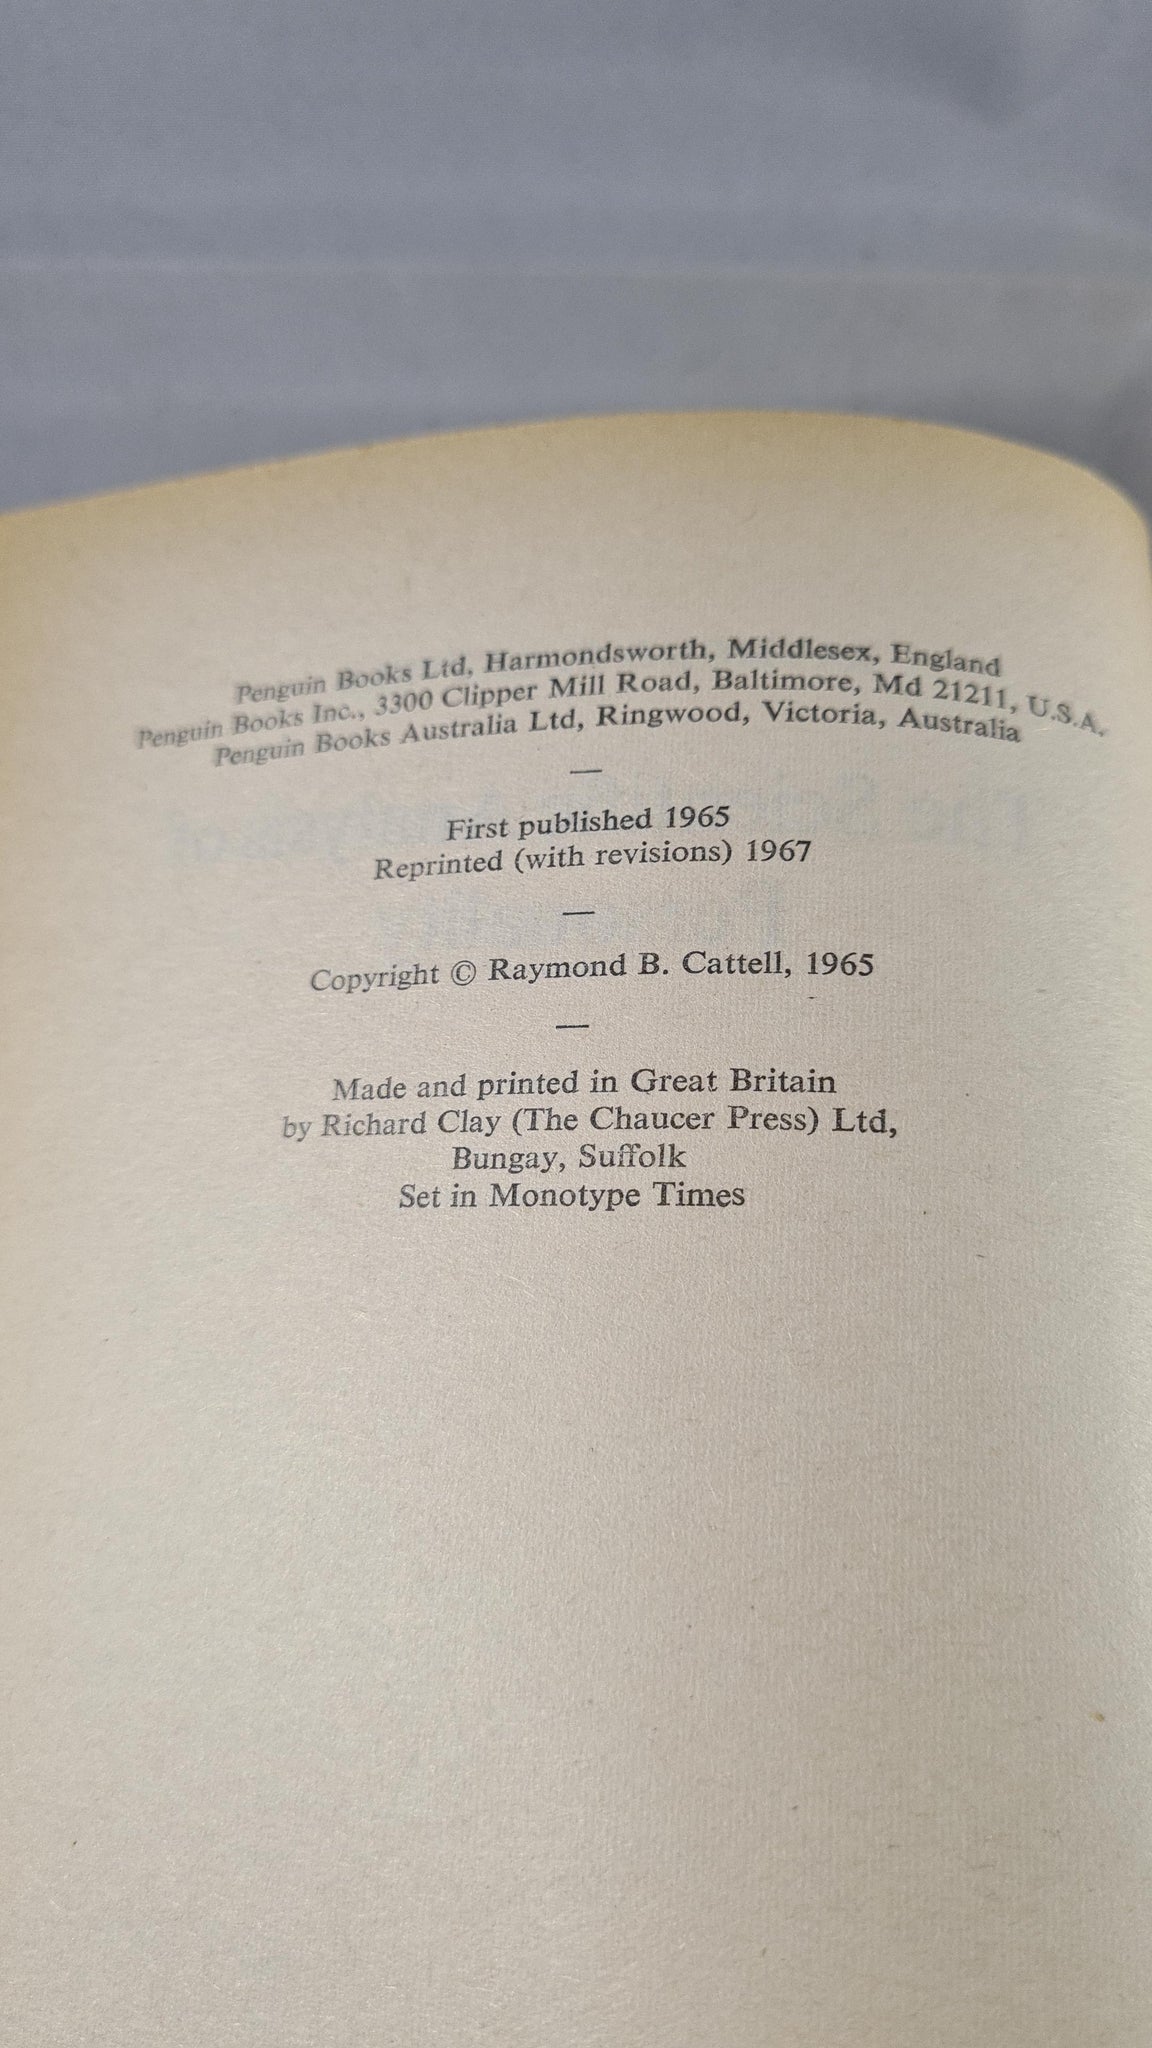 Penguin Books Ltd, Harmondsworth, Middlesex, England
Penguin Books Inc., 3300 Clipper Mill Road, Baltimore, Md 21211, U.S.A.
Penguin Books Australia Ltd, Ringwood, Victoria, Australia
—
First published 1965
Reprinted (with revisions) 1967
—
Copyright © Raymond B. Cattell, 1965
—
Made and printed in Great Britain
by Richard Clay (The Chaucer Press) Ltd,
Bungay, Suffolk
Set in Monotype Times